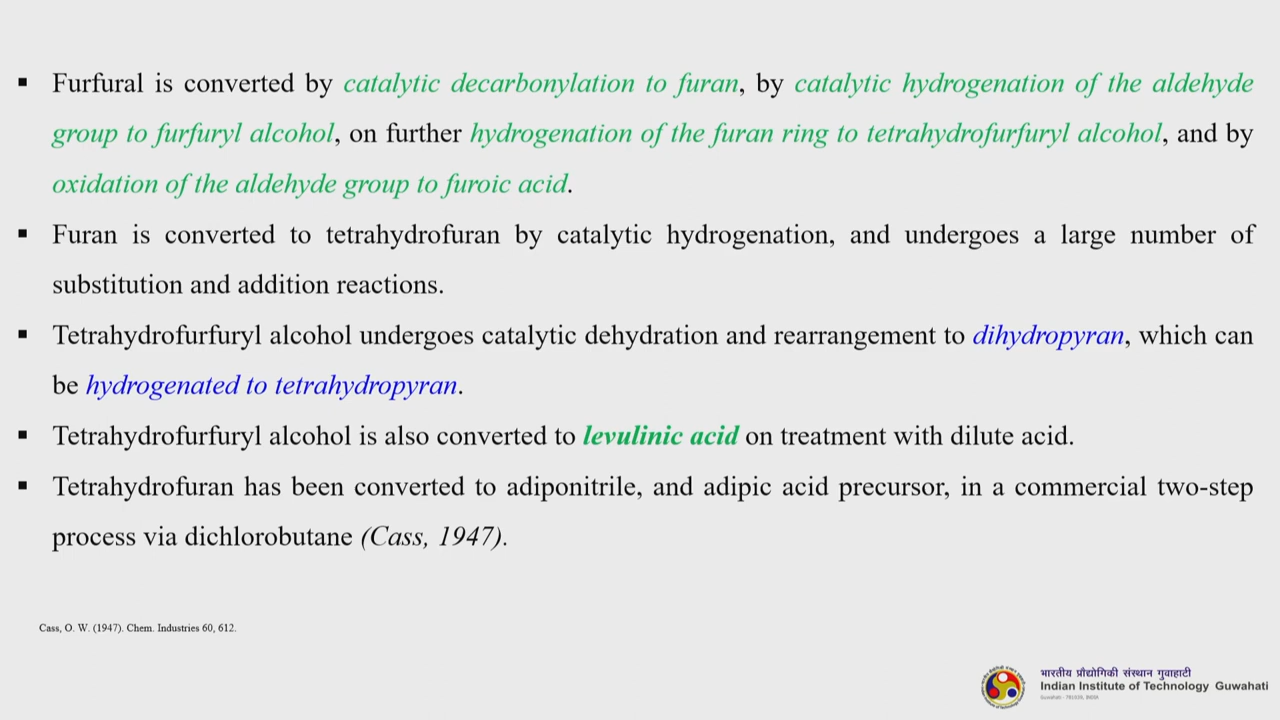 ▪ Furfural is converted by catalytic decarbonylation to furan, by catalytic hydrogenation of the aldehyde
group to furfuryl alcohol, on further hydrogenation of the furan ring to tetrahydrofurfuryl alcohol, and by
oxidation of the aldehyde group to furoic acid.
▪ Furan is converted to tetrahydrofuran by catalytic hydrogenation, and undergoes a large number of
substitution and addition reactions.
▪ Tetrahydrofurfuryl alcohol undergoes catalytic dehydration and rearrangement to dihydropyran, which can
be hydrogenated to tetrahydropyran.
▪ Tetrahydrofurfuryl alcohol is also converted to levulinic acid on treatment with dilute acid.
▪ Tetrahydrofuran has been converted to adiponitrile, and adipic acid precursor, in a commercial two-step
process via dichlorobutane (Cass, 1947).
Cass, O. W. (1947). Chem. Industries 60, 612.
भारतीय प्रौद्योगिकी संस्थान गुवाहाटी
Indian Institute of Technology Guwahati